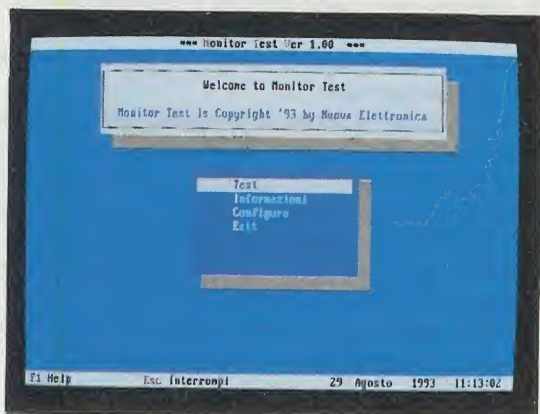 *** Monitor Test Ver 1.00 ***
Welcome to Monitor Test
Monitor Test is Copyright '93 by Nuova Elettronica
Test
Informazioni
Configura
Exit
F1 Help Esc Interrompi 29 Agosto 1993 11:13:02